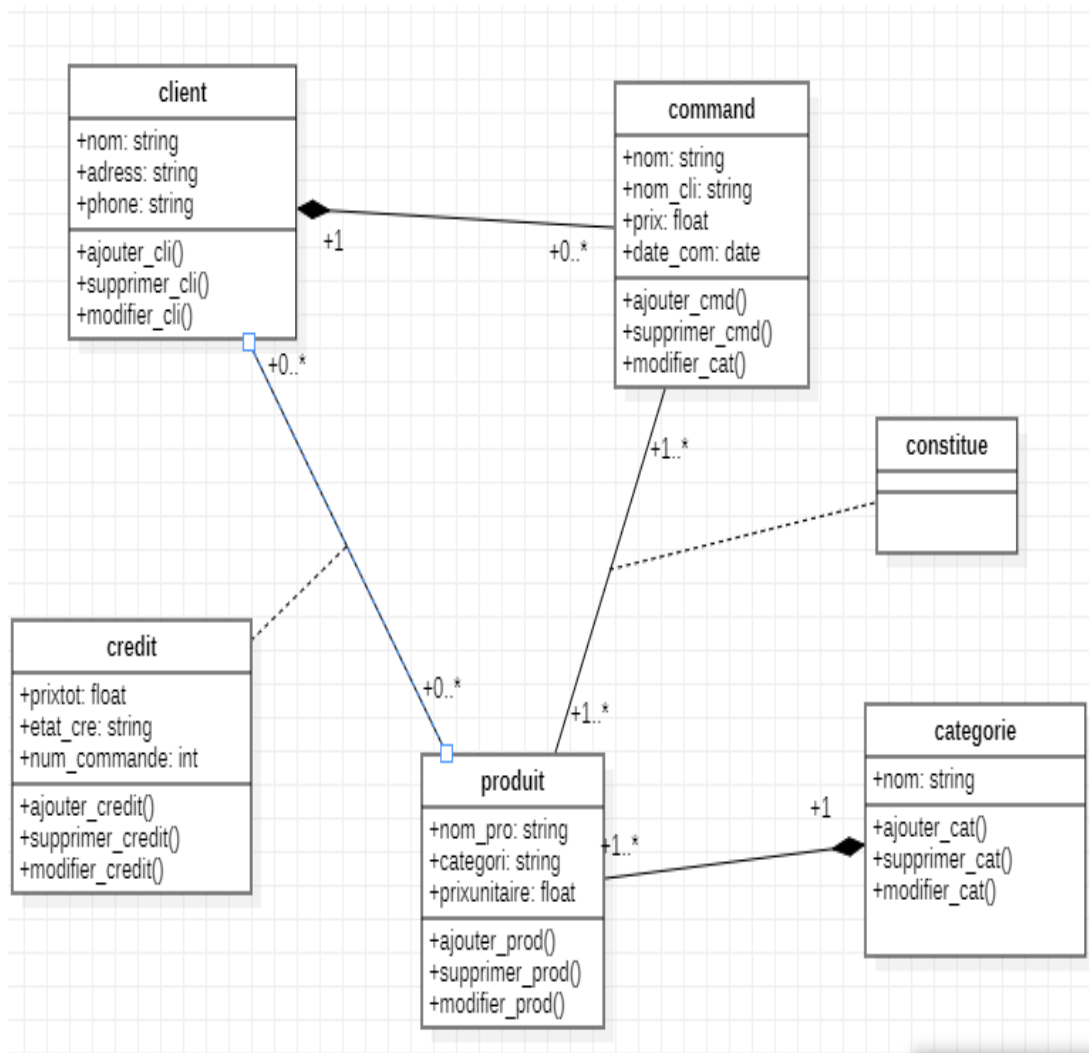 client
+nom: string
+adress: string
+phone: string
+ajouter_cli()
+supprimer_cli()
+modifier_cli()
+1
+0..*
command
+nom: string
+nom_cli: string
+prix: float
+date_com: date
+ajouter_cmd()
+supprimer_cmd()
+modifier_cat()
+0..*
+1..*
constitue
credit
+prixtot: float
+etat_cre: string
+num_commande: int
+ajouter_credit()
+supprimer_credit()
+modifier_credit()
+0..*
+1..*
produit
+nom_pro: string
+categori: string
+prixunitaire: float
+ajouter_prod()
+supprimer_prod()
+modifier_prod()
+1..*
+1
categorie
+nom: string
+ajouter_cat()
+supprimer_cat()
+modifier_cat()